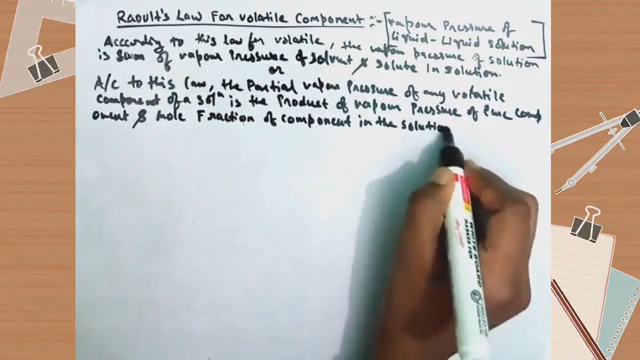 Raoult's Law For volatile Component :-
[vapour Pressure of
Liquid-Liquid solution]
According to this law for volatile, the vapour pressure of solution
is sum of vapour Pressure of solvent & solute in solution.
or
A/c to this law, the Partial vapour Pressure of any volatile
component of a solⁿ is the Product of vapour Pressure of Pure Comp
onent & mole Fraction of component in the solution